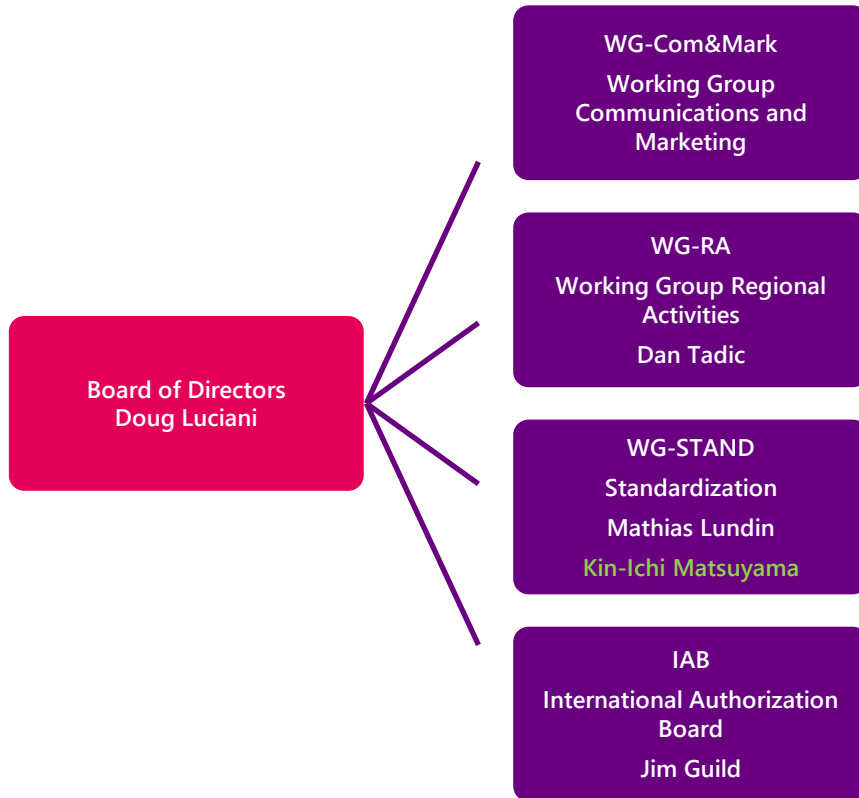 WG-Com&Mark
Working Group
Communications and
Marketing
WG-RA
Working Group Regional
Activities
Dan Tadic
Board of Directors
Doug Luciani
WG-STAND
Standardization
Mathias Lundin
Kin-Ichi Matsuyama
IAB
International Authorization
Board
Jim Guild